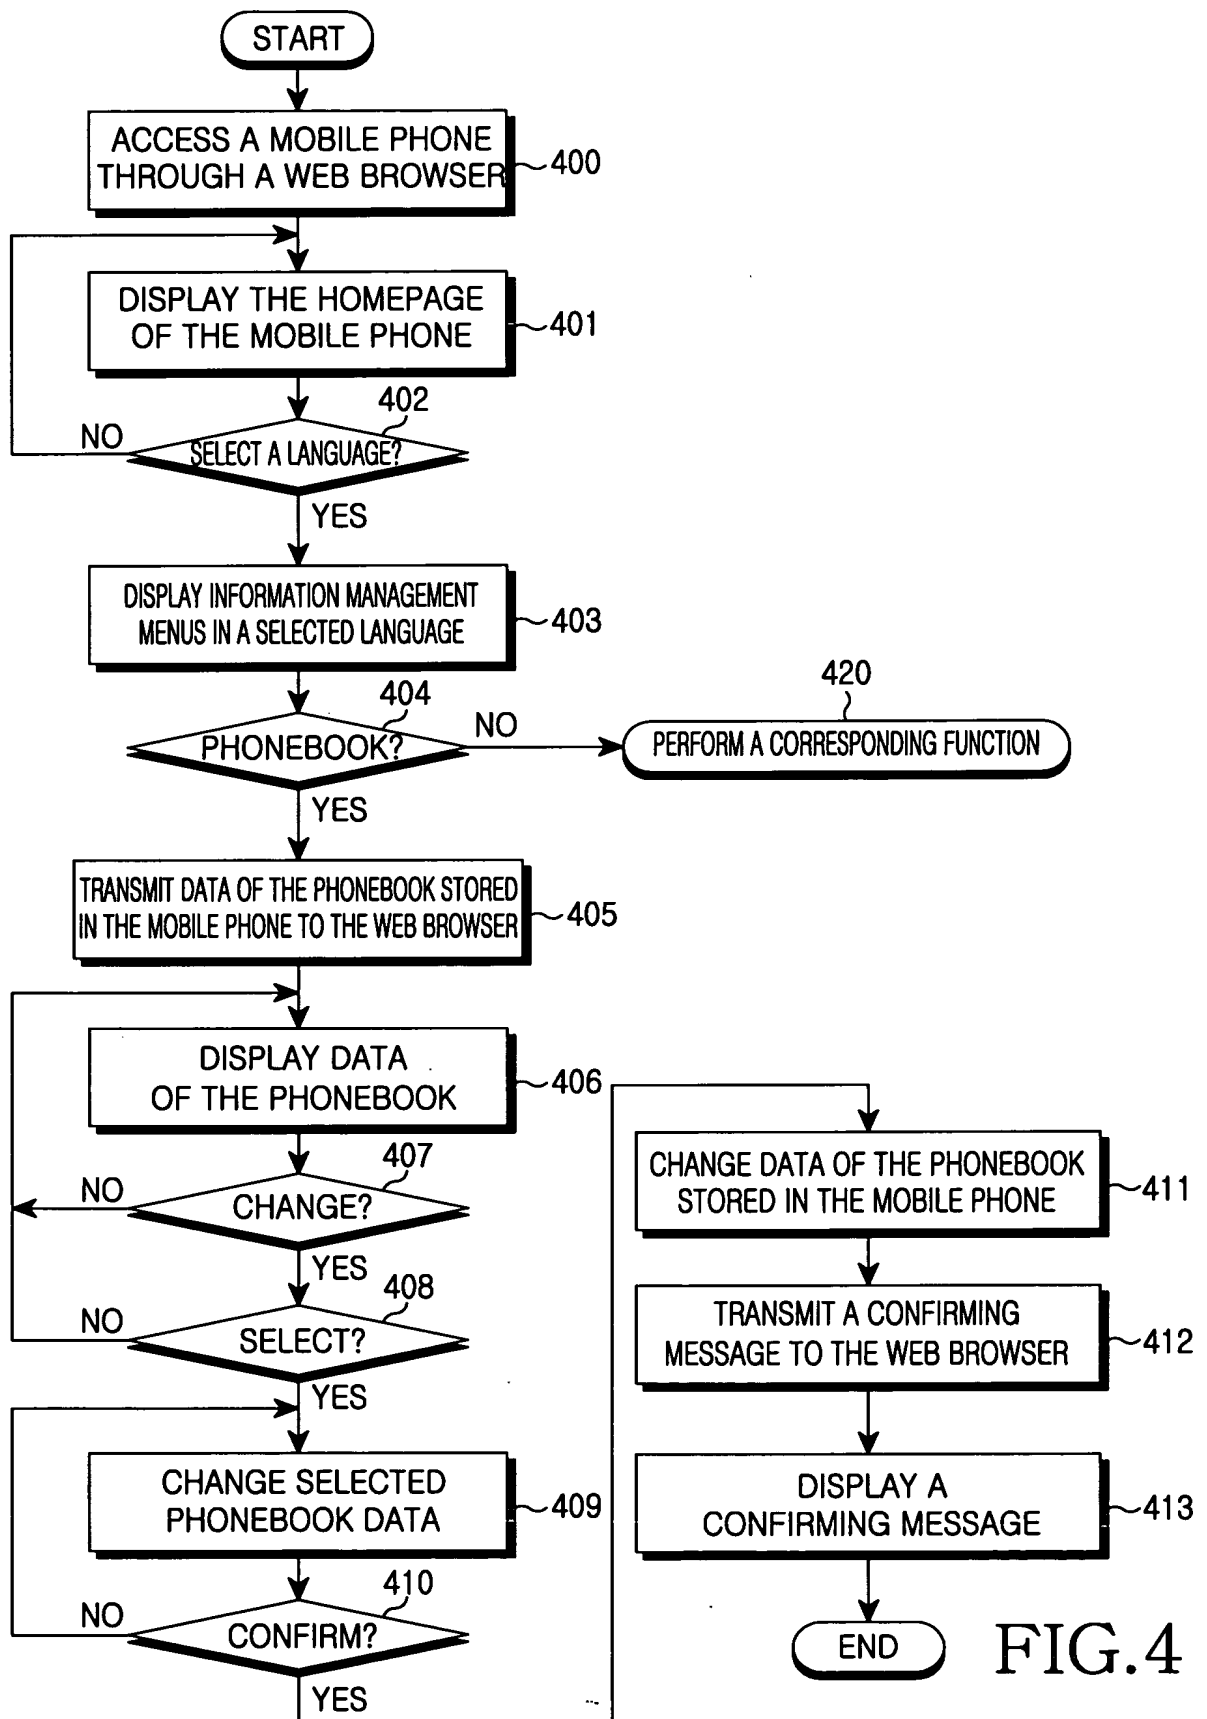 START
ACCESS A MOBILE PHONE
THROUGH A WEB BROWSER
400
DISPLAY THE HOMEPAGE
OF THE MOBILE PHONE
401
402
SELECT A LANGUAGE?
NO
YES
DISPLAY INFORMATION MANAGEMENT
MENUS IN A SELECTED LANGUAGE
403
404
PHONEBOOK?
NO
420
PERFORM A CORRESPONDING FUNCTION
YES
TRANSMIT DATA OF THE PHONEBOOK STORED
IN THE MOBILE PHONE TO THE WEB BROWSER
405
DISPLAY DATA
OF THE PHONEBOOK
406
407
CHANGE?
NO
YES
408
SELECT?
NO
YES
CHANGE SELECTED
PHONEBOOK DATA
409
410
CONFIRM?
NO
YES
CHANGE DATA OF THE PHONEBOOK
STORED IN THE MOBILE PHONE
411
TRANSMIT A CONFIRMING
MESSAGE TO THE WEB BROWSER
412
DISPLAY A
CONFIRMING MESSAGE
413
END
FIG.4